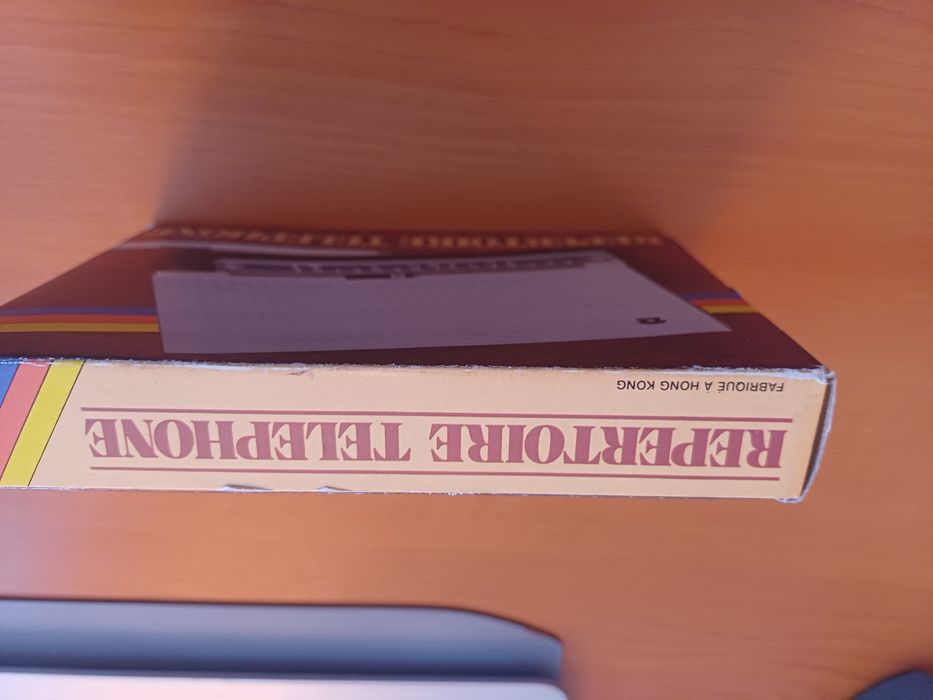 REPERTOIRE TELEPHONE
FABRIQUÉ À HONG KONG
REPERTOIRE TELEPHONE